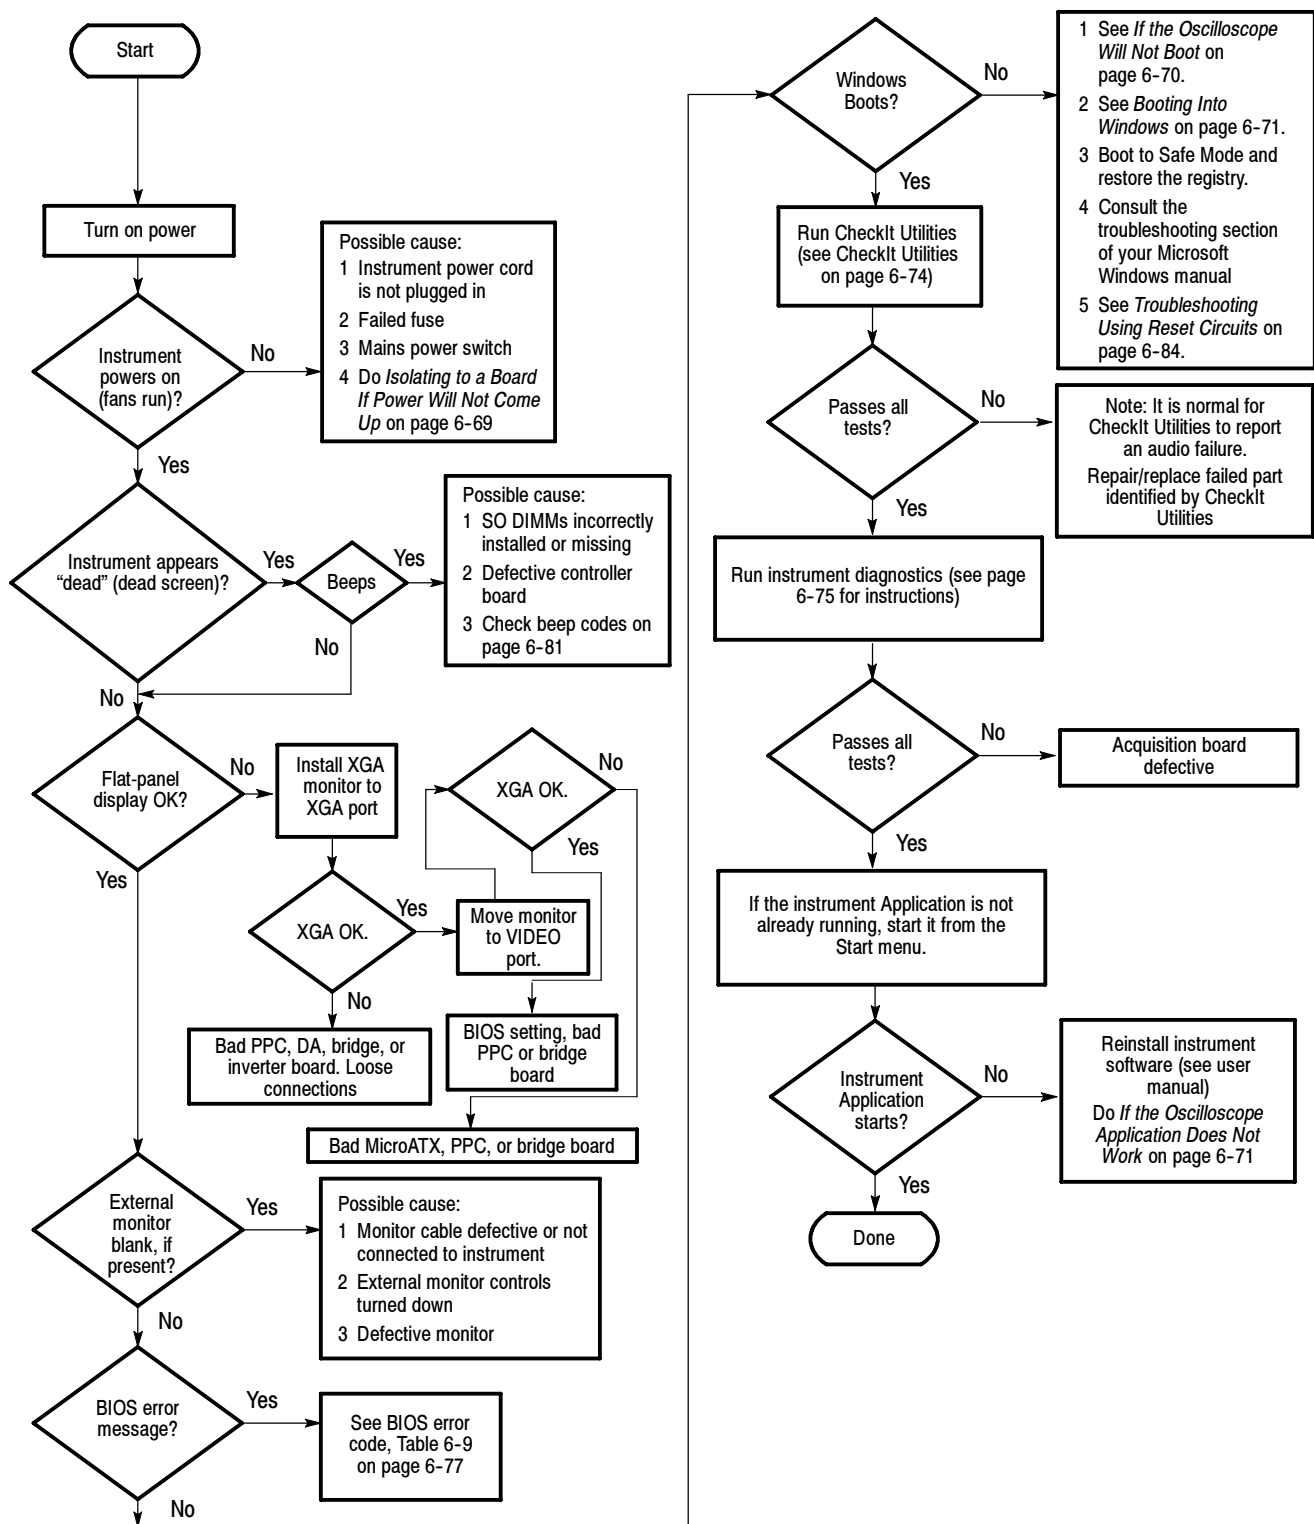 Start
Turn on power
Instrument
powers on
(fans run)?
No
Possible cause:
1 Instrument power cord
is not plugged in
2 Failed fuse
3 Mains power switch
4 Do Isolating to a Board
If Power Will Not Come
Up on page 6-69
Yes
Instrument appears
“dead” (dead screen)?
Yes
Beeps
Yes
Possible cause:
1 SO DIMMs incorrectly
installed or missing
2 Defective controller
board
3 Check beep codes on
page 6-81
No
No
Flat-panel
display OK?
No
Install XGA
monitor to
XGA port
XGA OK.
No
Yes
Yes
XGA OK.
Yes
Move monitor
to VIDEO
port.
No
Bad PPC, DA, bridge, or
inverter board. Loose
connections
BIOS setting, bad
PPC or bridge
board
Bad MicroATX, PPC, or bridge board
External
monitor
blank, if
present?
Yes
Possible cause:
1 Monitor cable defective or not
connected to instrument
2 External monitor controls
turned down
3 Defective monitor
No
BIOS error
message?
Yes
See BIOS error
code, Table 6-9
on page 6-77
No
Windows
Boots?
No
1 See If the Oscilloscope
Will Not Boot on
page 6-70.
2 See Booting Into
Windows on page 6-71.
3 Boot to Safe Mode and
restore the registry.
4 Consult the
troubleshooting section
of your Microsoft
Windows manual
5 See Troubleshooting
Using Reset Circuits on
page 6-84.
Yes
Run CheckIt Utilities
(see CheckIt Utilities
on page 6-74)
Passes all
tests?
No
Note: It is normal for
CheckIt Utilities to report
an audio failure.
Repair/replace failed part
identified by CheckIt
Utilities
Yes
Run instrument diagnostics (see page
6-75 for instructions)
Passes all
tests?
No
Acquisition board
defective
Yes
If the instrument Application is not
already running, start it from the
Start menu.
Instrument
Application
starts?
No
Reinstall instrument
software (see user
manual)
Do If the Oscilloscope
Application Does Not
Work on page 6-71
Yes
Done